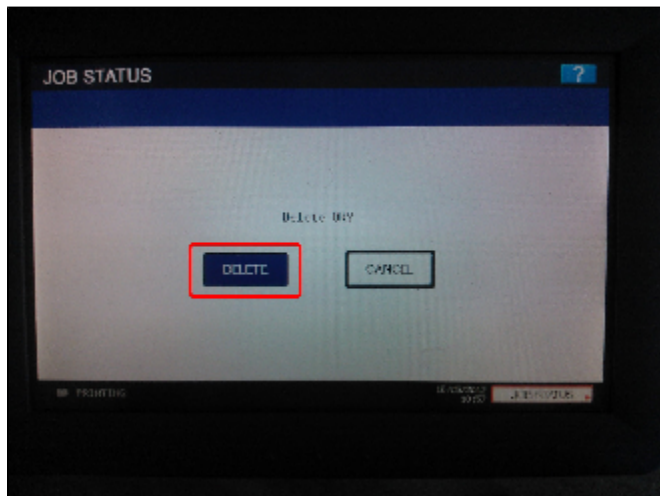 JOB STATUS ?
Delete OK?
DELETE CANCEL
PRINTING
JOB STATUS